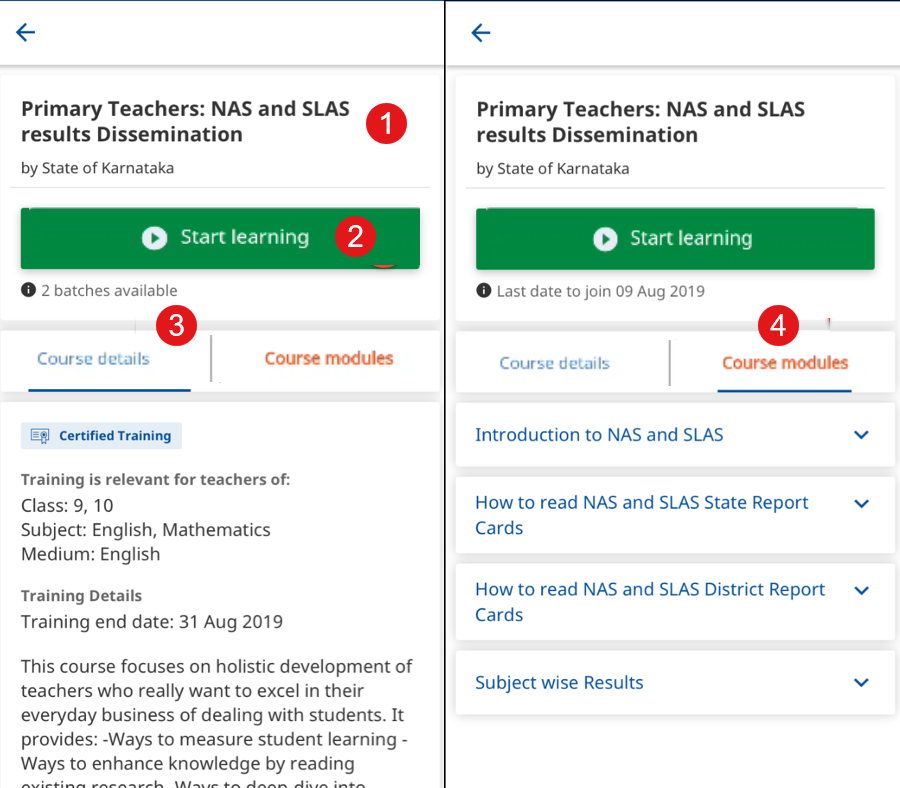 Primary Teachers: NAS and SLAS
results Dissemination
1
by State of Karnataka
Start learning
2
2 batches available
3
Course details
Course modules
Certified Training
Training is relevant for teachers of:
Class: 9, 10
Subject: English, Mathematics
Medium: English
Training Details
Training end date: 31 Aug 2019
This course focuses on holistic development of
teachers who really want to excel in their
everyday business of dealing with students. It
provides: -Ways to measure student learning -
Ways to enhance knowledge by reading
existing research -Ways to deep dive into
Primary Teachers: NAS and SLAS
results Dissemination
by State of Karnataka
Start learning
Last date to join 09 Aug 2019
4
Course details
Course modules
Introduction to NAS and SLAS
How to read NAS and SLAS State Report
Cards
How to read NAS and SLAS District Report
Cards
Subject wise Results